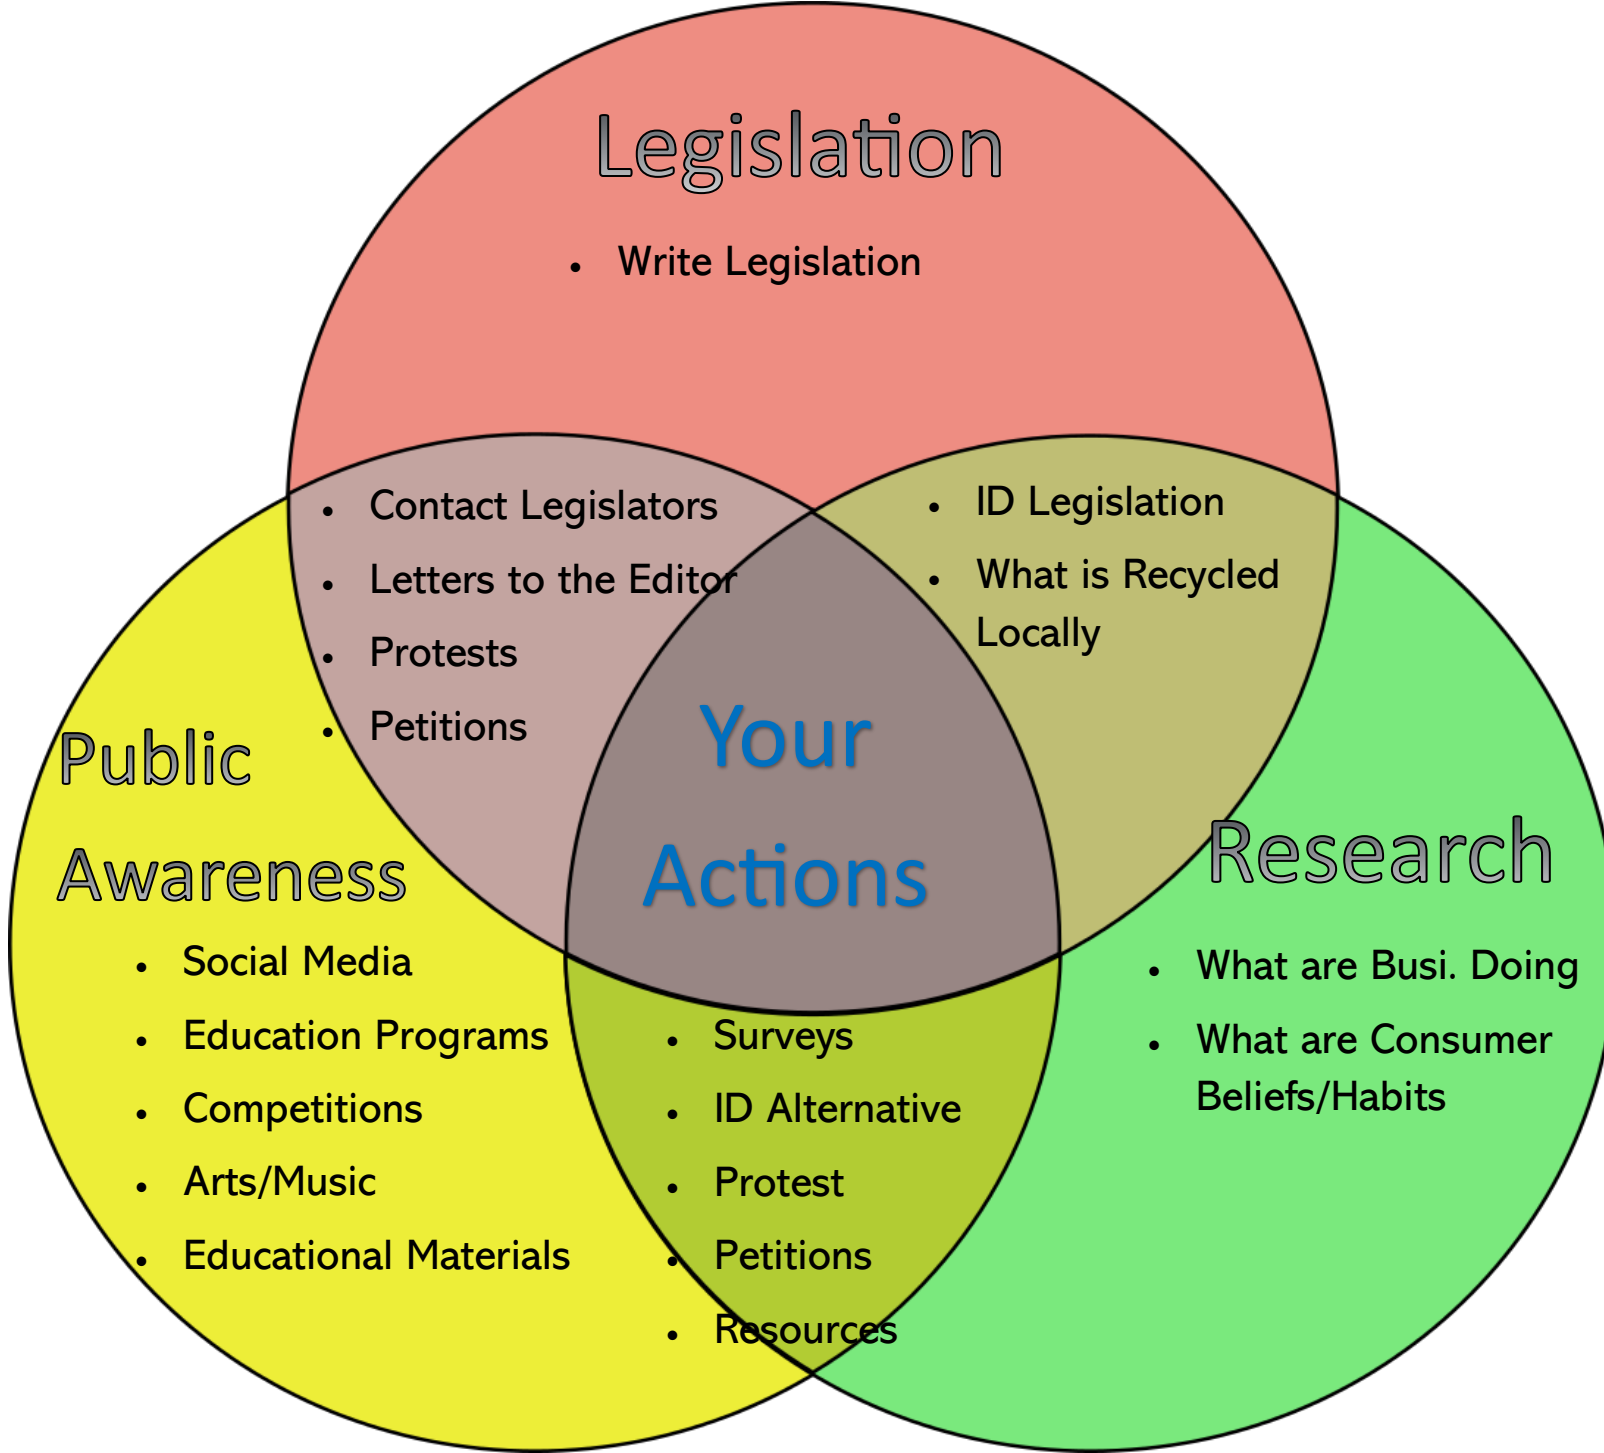 Legislation
• Write Legislation
• Contact Legislators
• Letters to the Editor
• Protests
• Petitions
• ID Legislation
• What is Recycled
Locally
Your
Actions
Public
Awareness
• Social Media
• Education Programs
• Competitions
• Arts/Music
• Educational Materials
• Surveys
• ID Alternative
• Protest
• Petitions
• Resources
Research
• What are Busi. Doing
• What are Consumer
Beliefs/Habits